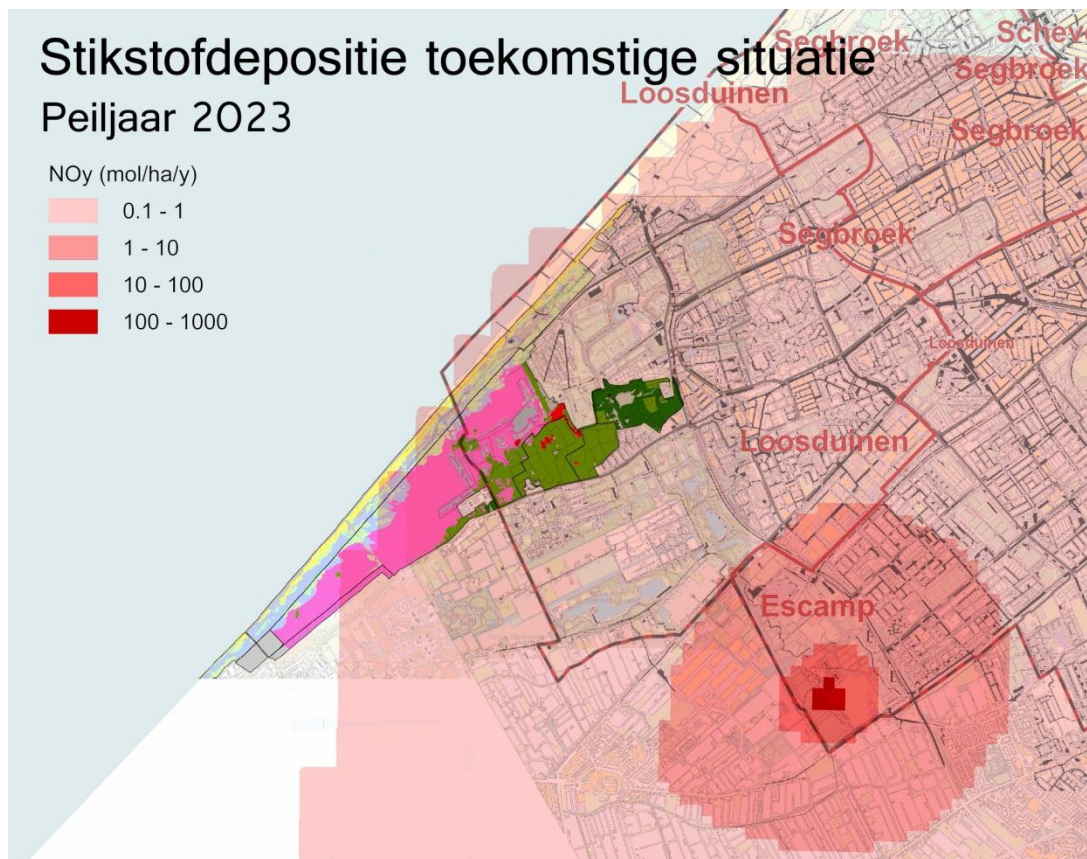 Stikstofdepositie toekomstige situatie
Peiljaar 2023
NOy (mol/ha/y)
0.1 - 1
1 - 10
10 - 100
100 - 1000
Segbroek
Scheve
Segbroek
Loosduinen
Segbroek
Segbroek
Loosduinen
Loosduinen
Escamp